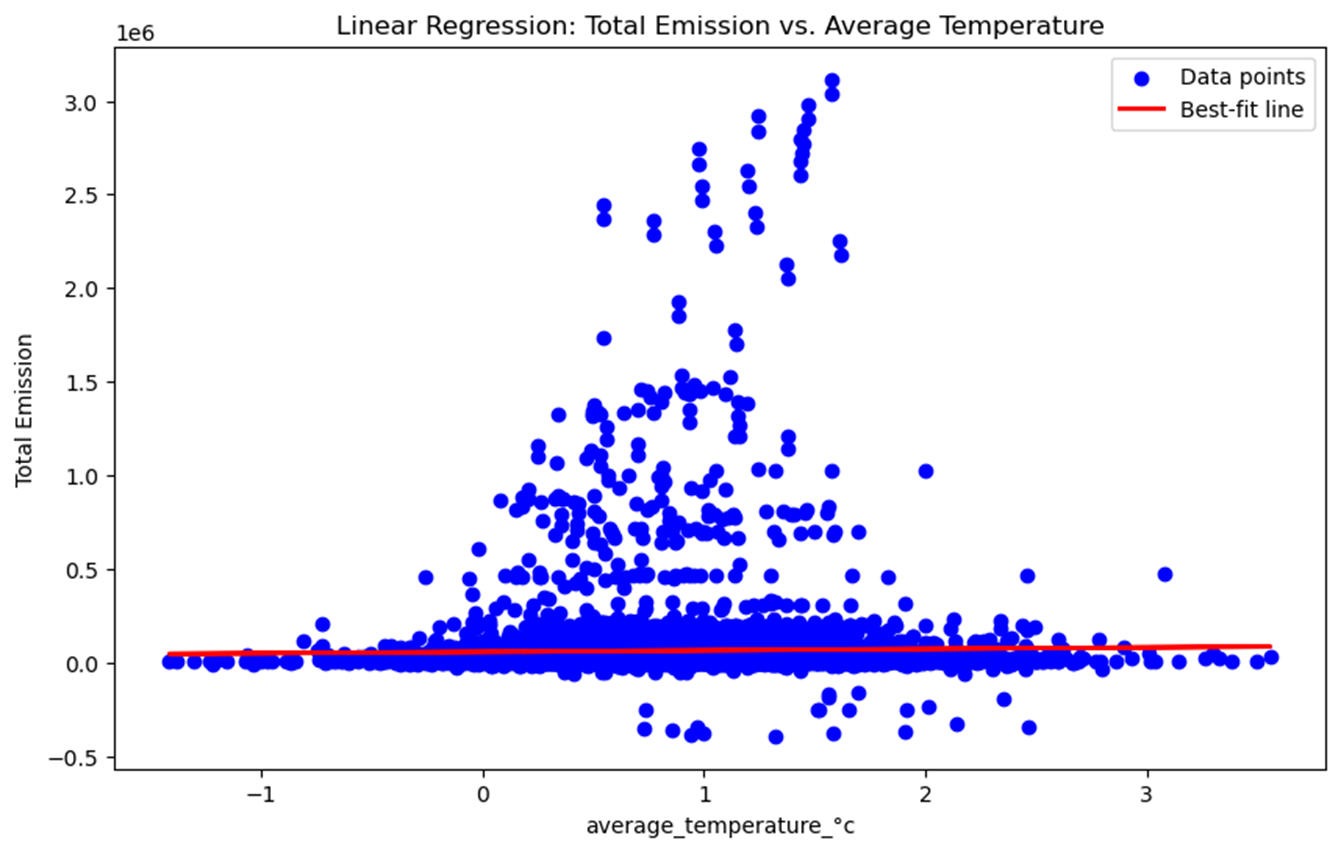 Linear Regression: Total Emission vs. Average Temperature
1e6
Data points
Best-fit line
3.0
2.5
2.0
1.5
1.0
0.5
0.0
−0.5
Total Emission
−1 0 1 2 3
average_temperature_°c